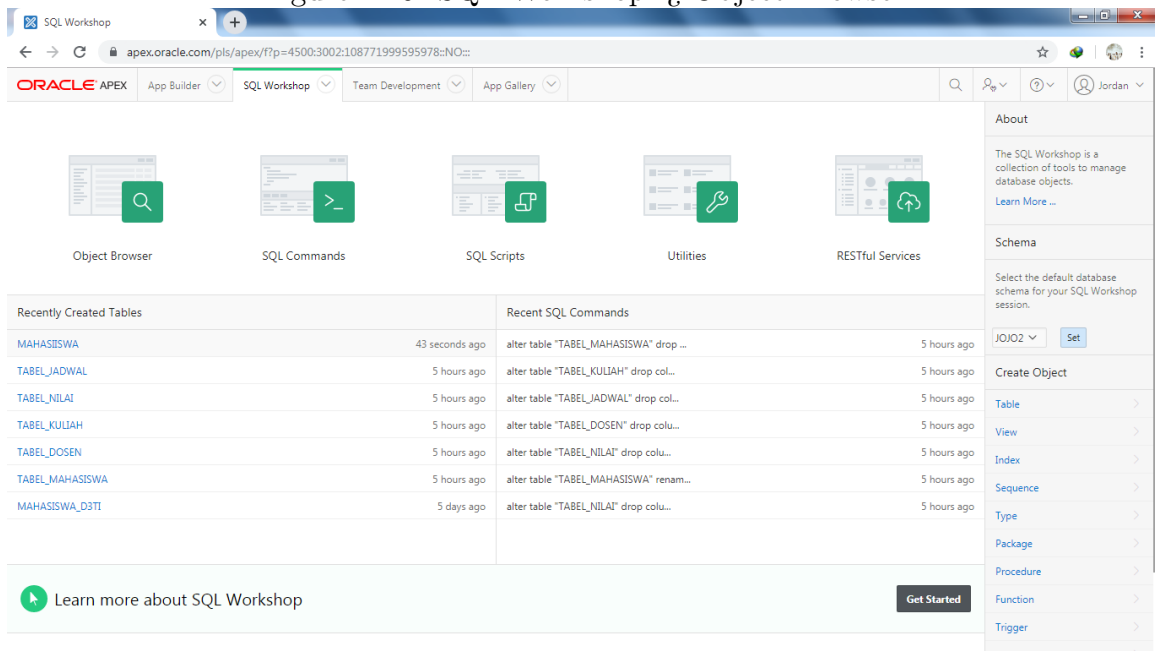 SQL Workshop
apex.oracle.com/pls/apex/f?p=4500:3002:108771999595978::NO:::
ORACLE APEX App Builder SQL Workshop Team Development App Gallery Jordan
Object Browser
SQL Commands
SQL Scripts
Utilities
RESTful Services
Recently Created Tables
MAHASIISWA 43 seconds ago
TABEL_JADWAL 5 hours ago
TABEL_NILAI 5 hours ago
TABEL_KULIAH 5 hours ago
TABEL_DOSEN 5 hours ago
TABEL_MAHASISWA 5 hours ago
MAHASISWA_D3TI 5 days ago
Recent SQL Commands
alter table "TABEL_MAHASISWA" drop ... 5 hours ago
alter table "TABEL_KULIAH" drop col... 5 hours ago
alter table "TABEL_JADWAL" drop col... 5 hours ago
alter table "TABEL_DOSEN" drop colu... 5 hours ago
alter table "TABEL_NILAI" drop colu... 5 hours ago
alter table "TABEL_MAHASISWA" renam... 5 hours ago
alter table "TABEL_NILAI" drop colu... 5 hours ago
Learn more about SQL Workshop
Get Started
About
The SQL Workshop is a
collection of tools to manage
database objects.
Learn More ...
Schema
Select the default database
schema for your SQL Workshop
session.
JOJO2 Set
Create Object
Table
View
Index
Sequence
Type
Package
Procedure
Function
Trigger